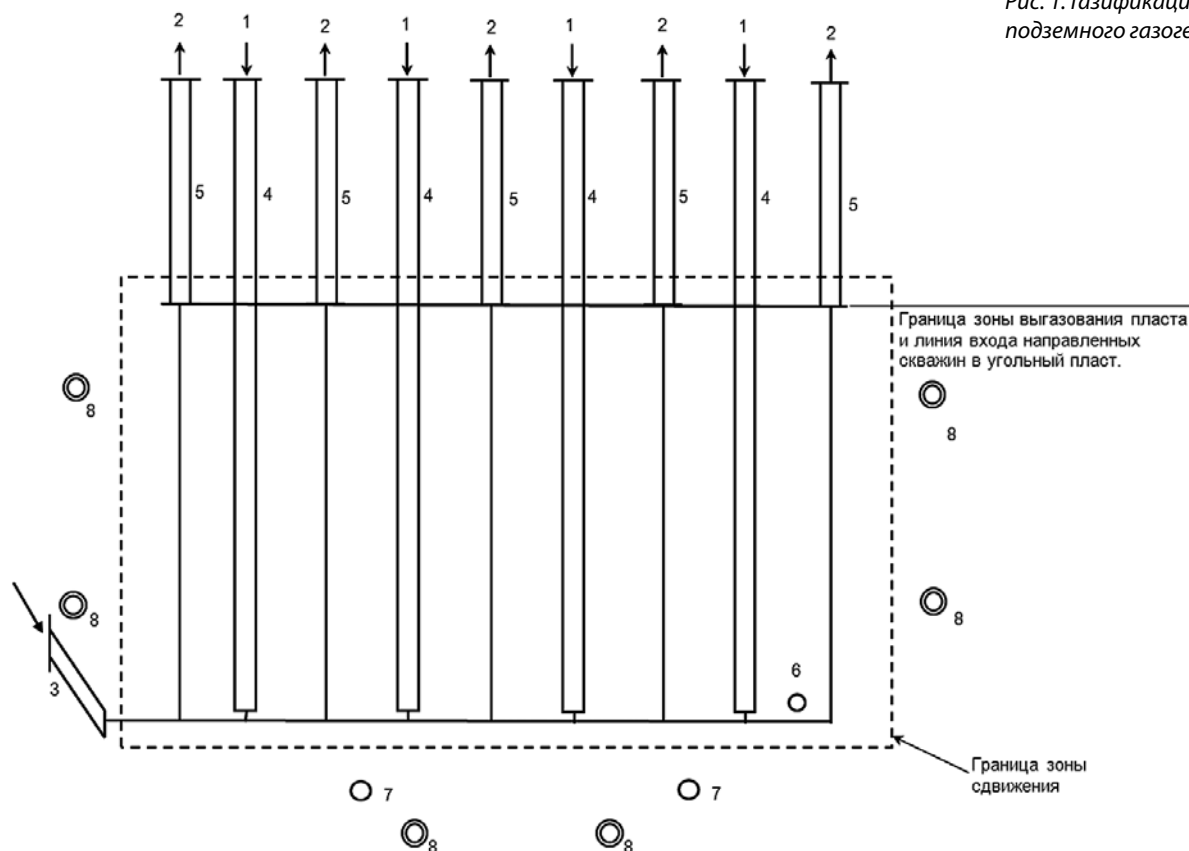 Рис. 1. Газификаци
подземного газоге
2 1 2 1 2 1 2 1 2
5 4 5 4 5 4 5 4 5
Граница зоны выгазования пласта
и линия входа направленных
скважин в угольный пласт.
8 8
8 8
3 6
Граница зоны
сдвижения
7 7
8 8